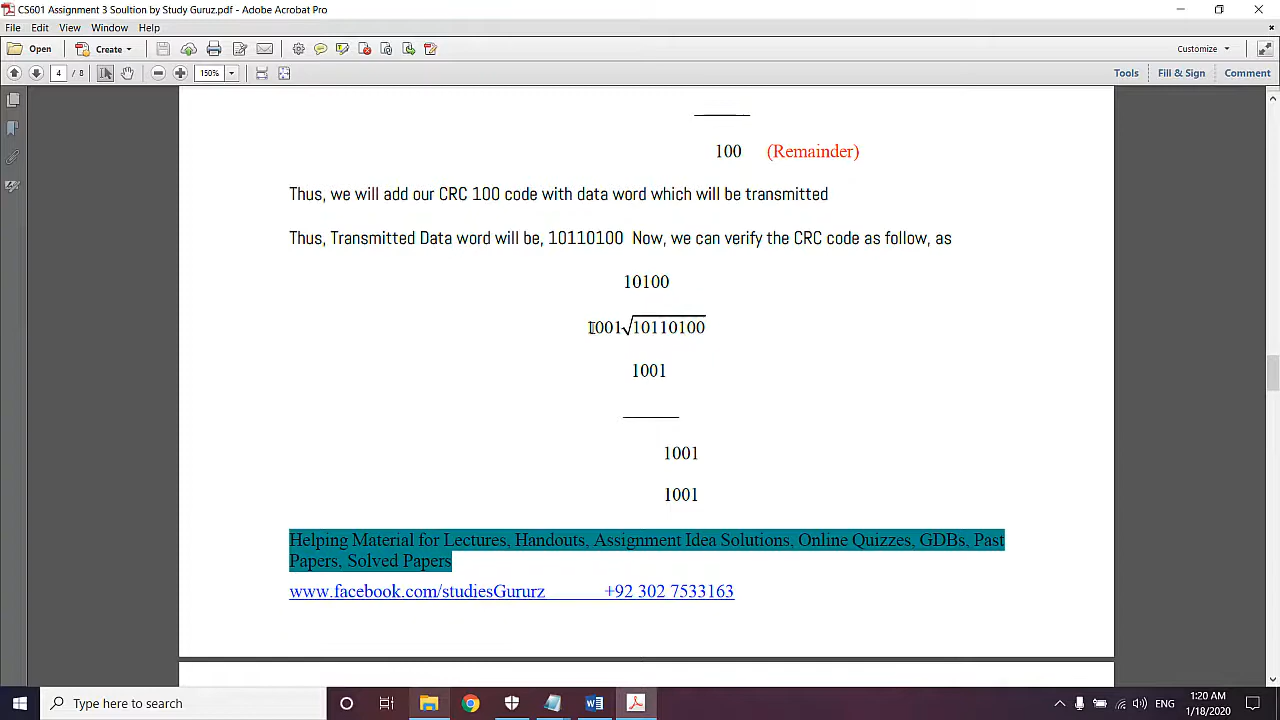 CS601 Assignment 3 Soultion by Study Guruz.pdf - Adobe Acrobat Pro
File Edit View Window Help
Open Create Customize
4 / 8 150% Tools Fill & Sign Comment
100 (Remainder)
Thus, we will add our CRC 100 code with data word which will be transmitted
Thus, Transmitted Data word will be, 10110100 Now, we can verify the CRC code as follow, as
10100
1001√10110100
1001
1001
1001
Helping Material for Lectures, Handouts, Assignment Idea Solutions, Online Quizzes, GDBs, Past
Papers, Solved Papers
www.facebook.com/studiesGururz +92 302 7533163
Type here to search ENG 1:20 AM
1/18/2020